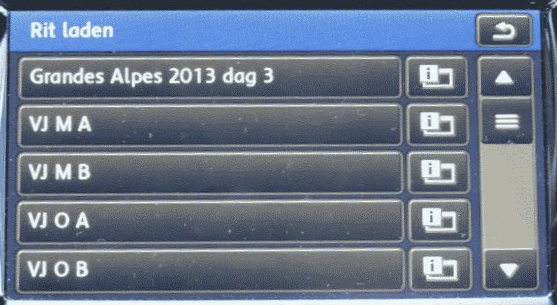 Rit laden
Grandes Alpes 2013 dag 3
VJ M A
VJ M B
VJ O A
VJ O B